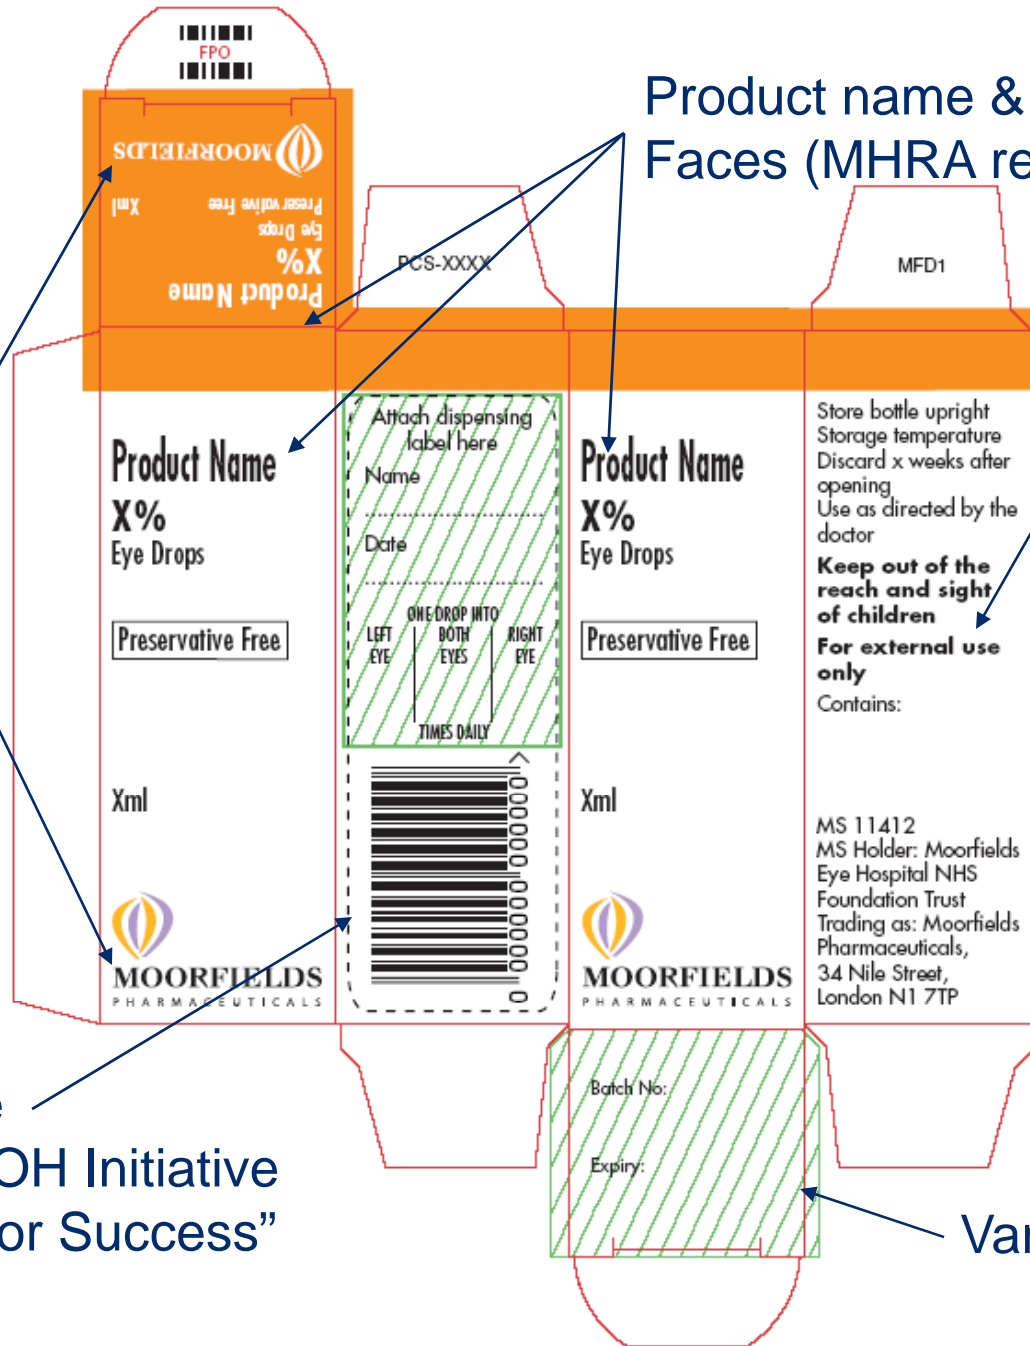 FPO
Product name &
Faces (MHRA re
MOORFIELDS
Xml
Preservative Free
Eye Drops
X%
Product Name
PCS-XXXX
MFD1
Product Name
X%
Eye Drops
Preservative Free
Xml
MOORFIELDS
PHARMACEUTICALS
Attach dispensing
label here
Name
Date
ONE DROP INTO
LEFT EYE
BOTH EYES
RIGHT EYE
TIMES DAILY
Product Name
X%
Eye Drops
Preservative Free
Xml
MOORFIELDS
PHARMACEUTICALS
Store bottle upright
Storage temperature
Discard x weeks after
opening
Use as directed by the
doctor
Keep out of the
reach and sight
of children
For external use
only
Contains:
MS 11412
MS Holder: Moorfields
Eye Hospital NHS
Foundation Trust
Trading as: Moorfields
Pharmaceuticals,
34 Nile Street,
London N1 7TP
Batch No:
Expiry:
OH Initiative
or Success”
Var